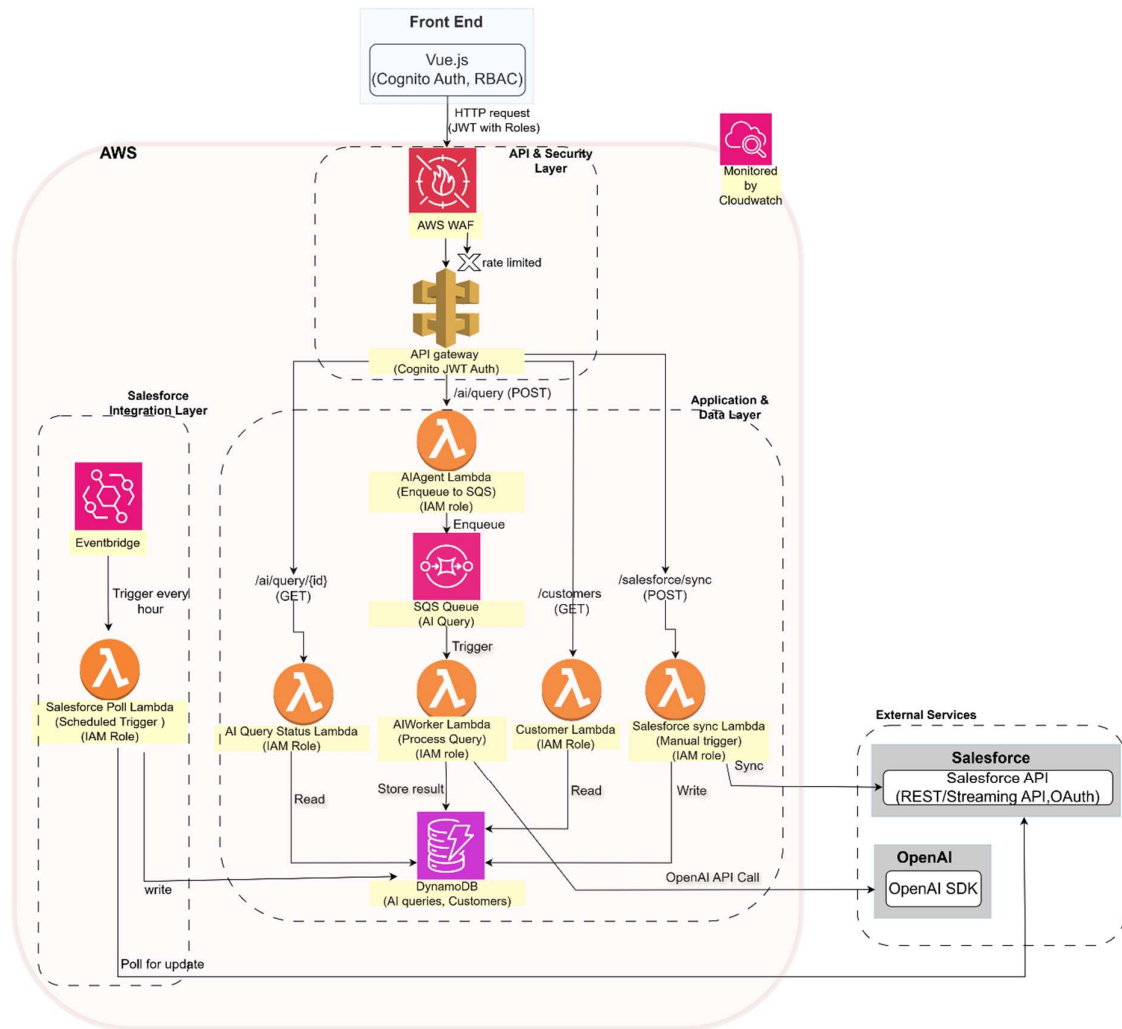 Front End
Vue.js
(Cognito Auth, RBAC)
HTTP request
(JWT with Roles)
AWS
API & Security
Layer
Monitored
by
Cloudwatch
AWS WAF
rate limited
API gateway
(Cognito JWT Auth)
/ai/query (POST)
Salesforce
Integration Layer
Application &
Data Layer
AIAgent Lambda
(Enqueue to SQS)
(IAM role)
Eventbridge
Enqueue
/ai/query/{id}
(GET)
SQS Queue
(AI Query)
/customers
(GET)
/salesforce/sync
(POST)
Trigger every
hour
Trigger
Salesforce Poll Lambda
(Scheduled Trigger )
(IAM Role)
AI Query Status Lambda
(IAM Role)
AIWorker Lambda
(Process Query)
(IAM role)
Customer Lambda
(IAM Role)
Salesforce sync Lambda
(Manual trigger)
(IAM role)
Sync
External Services
Salesforce
Salesforce API
(REST/Streaming API,OAuth)
Read
Store result
Read
Write
OpenAI
OpenAI SDK
write
DynamoDB
(AI queries, Customers)
OpenAI API Call
Poll for update